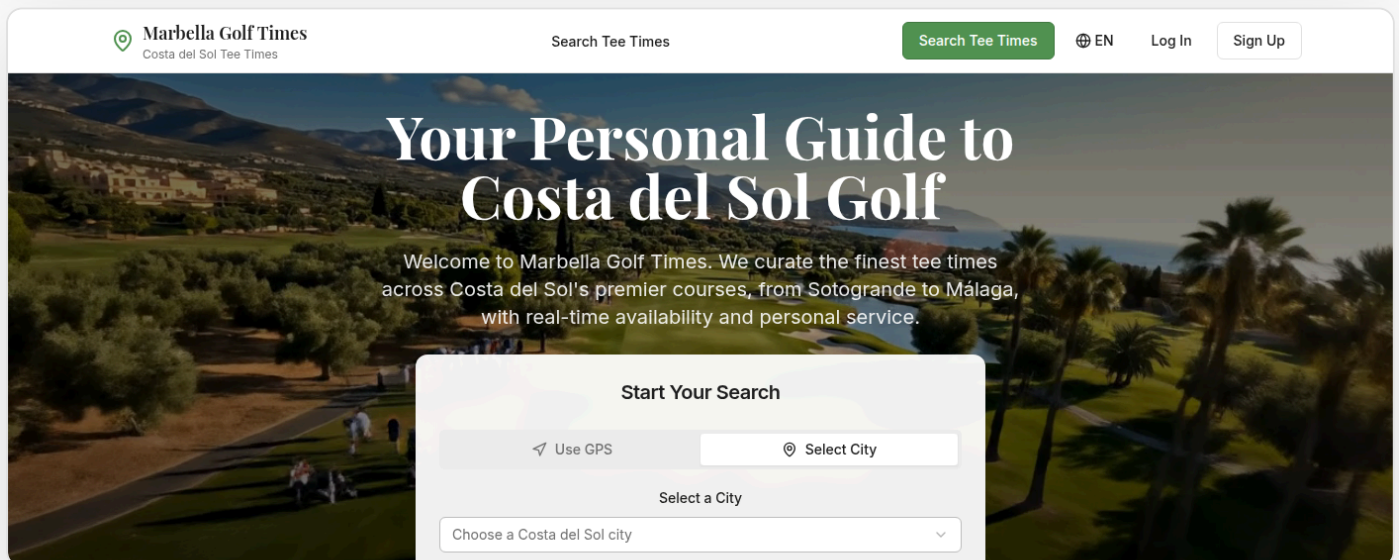 Marbella Golf Times
Costa del Sol Tee Times
Search Tee Times
Search Tee Times
EN
Log In
Sign Up
Your Personal Guide to
Costa del Sol Golf
Welcome to Marbella Golf Times. We curate the finest tee times
across Costa del Sol's premier courses, from Sotogrande to Málaga,
with real-time availability and personal service.
Start Your Search
Use GPS
Select City
Select a City
Choose a Costa del Sol city